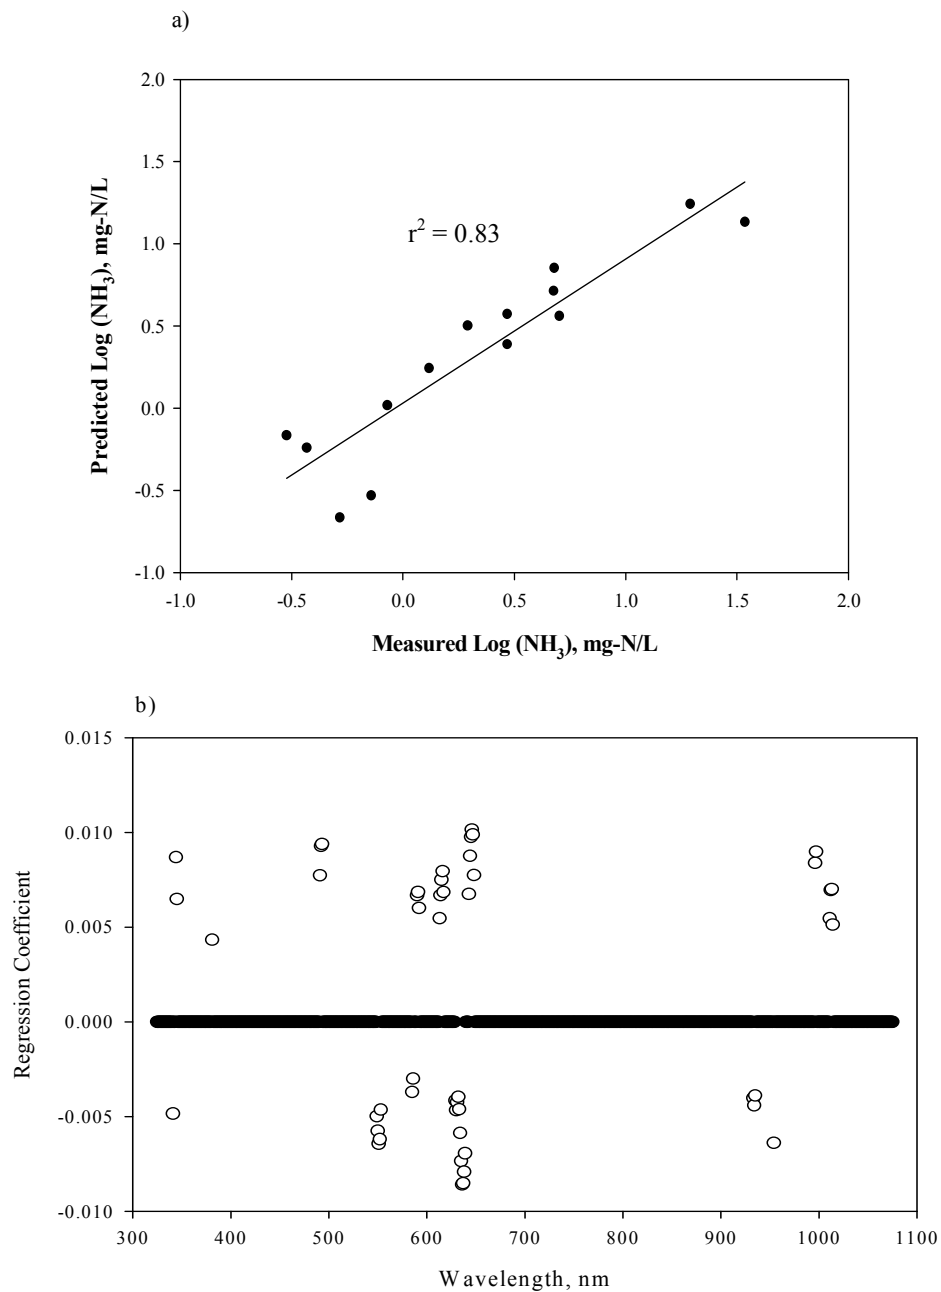 a)
2.0
1.5
1.0
0.5
0.0
-0.5
-1.0
Predicted Log (NH3), mg-N/L
r2 = 0.83
-1.0 -0.5 0.0 0.5 1.0 1.5 2.0
Measured Log (NH3), mg-N/L
b)
0.015
0.010
0.005
0.000
-0.005
-0.010
Regression Coefficient
300 400 500 600 700 800 900 1000 1100
Wavelength, nm